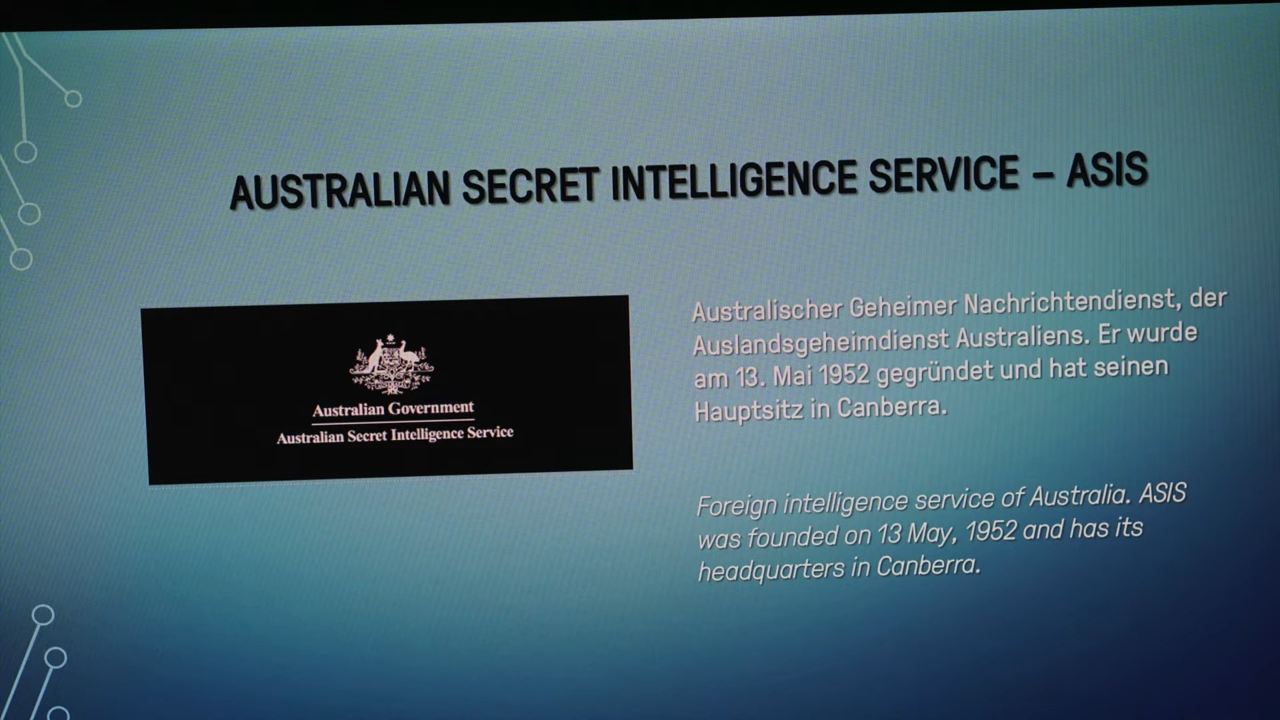 AUSTRALIAN SECRET INTELLIGENCE SERVICE – ASIS
Australian Government
Australian Secret Intelligence Service
Australischer Geheimer Nachrichtendienst, der
Auslandsgeheimdienst Australiens. Er wurde
am 13. Mai 1952 gegründet und hat seinen
Hauptsitz in Canberra.
Foreign intelligence service of Australia. ASIS
was founded on 13 May, 1952 and has its
headquarters in Canberra.